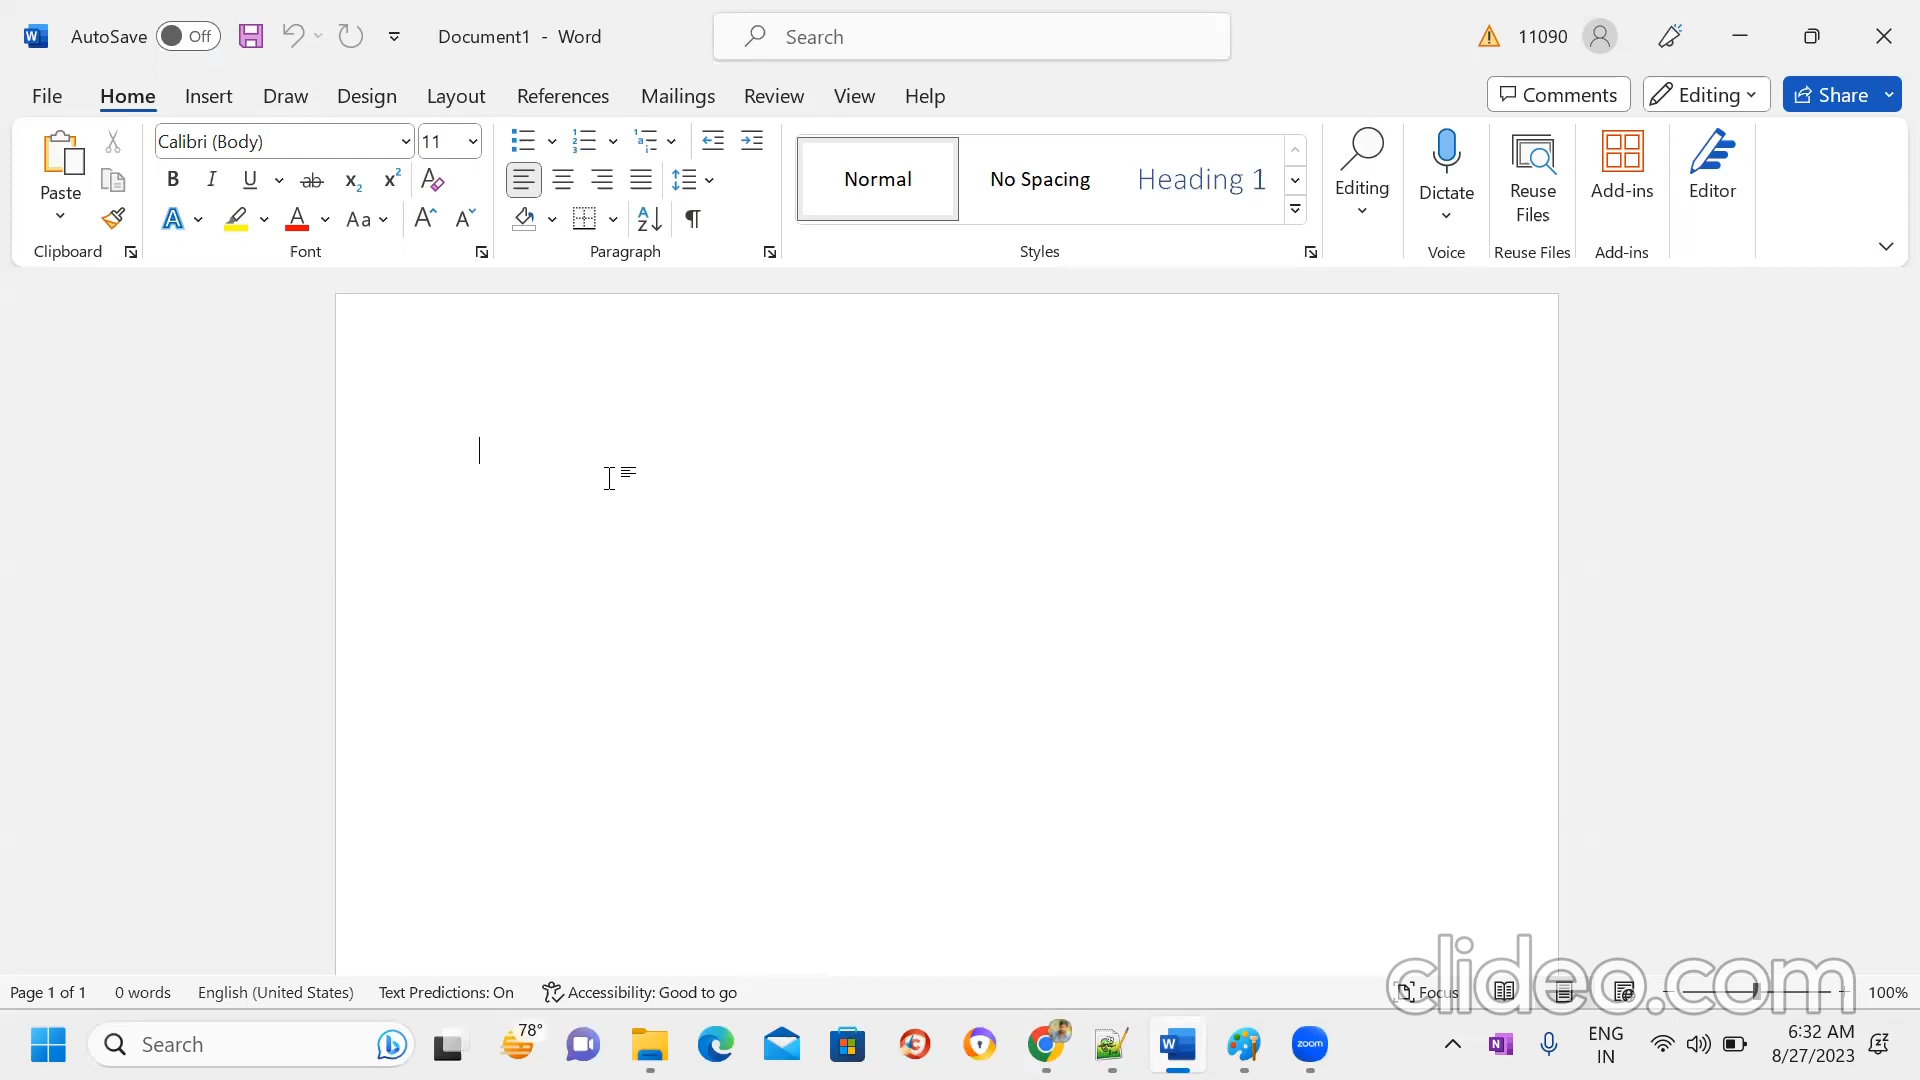 AutoSave Off Document1 - Word Search 11090
File Home Insert Draw Design Layout References Mailings Review View Help Comments Editing Share
Calibri (Body) 11
Paste
Normal No Spacing Heading 1
Editing Dictate Reuse Files Add-ins Editor
Clipboard Font Paragraph Styles Voice Reuse Files Add-ins
clideo.com
Page 1 of 1 0 words English (United States) Text Predictions: On Accessibility: Good to go Focus 100%
Search 78° zoom ENG IN 6:32 AM 8/27/2023